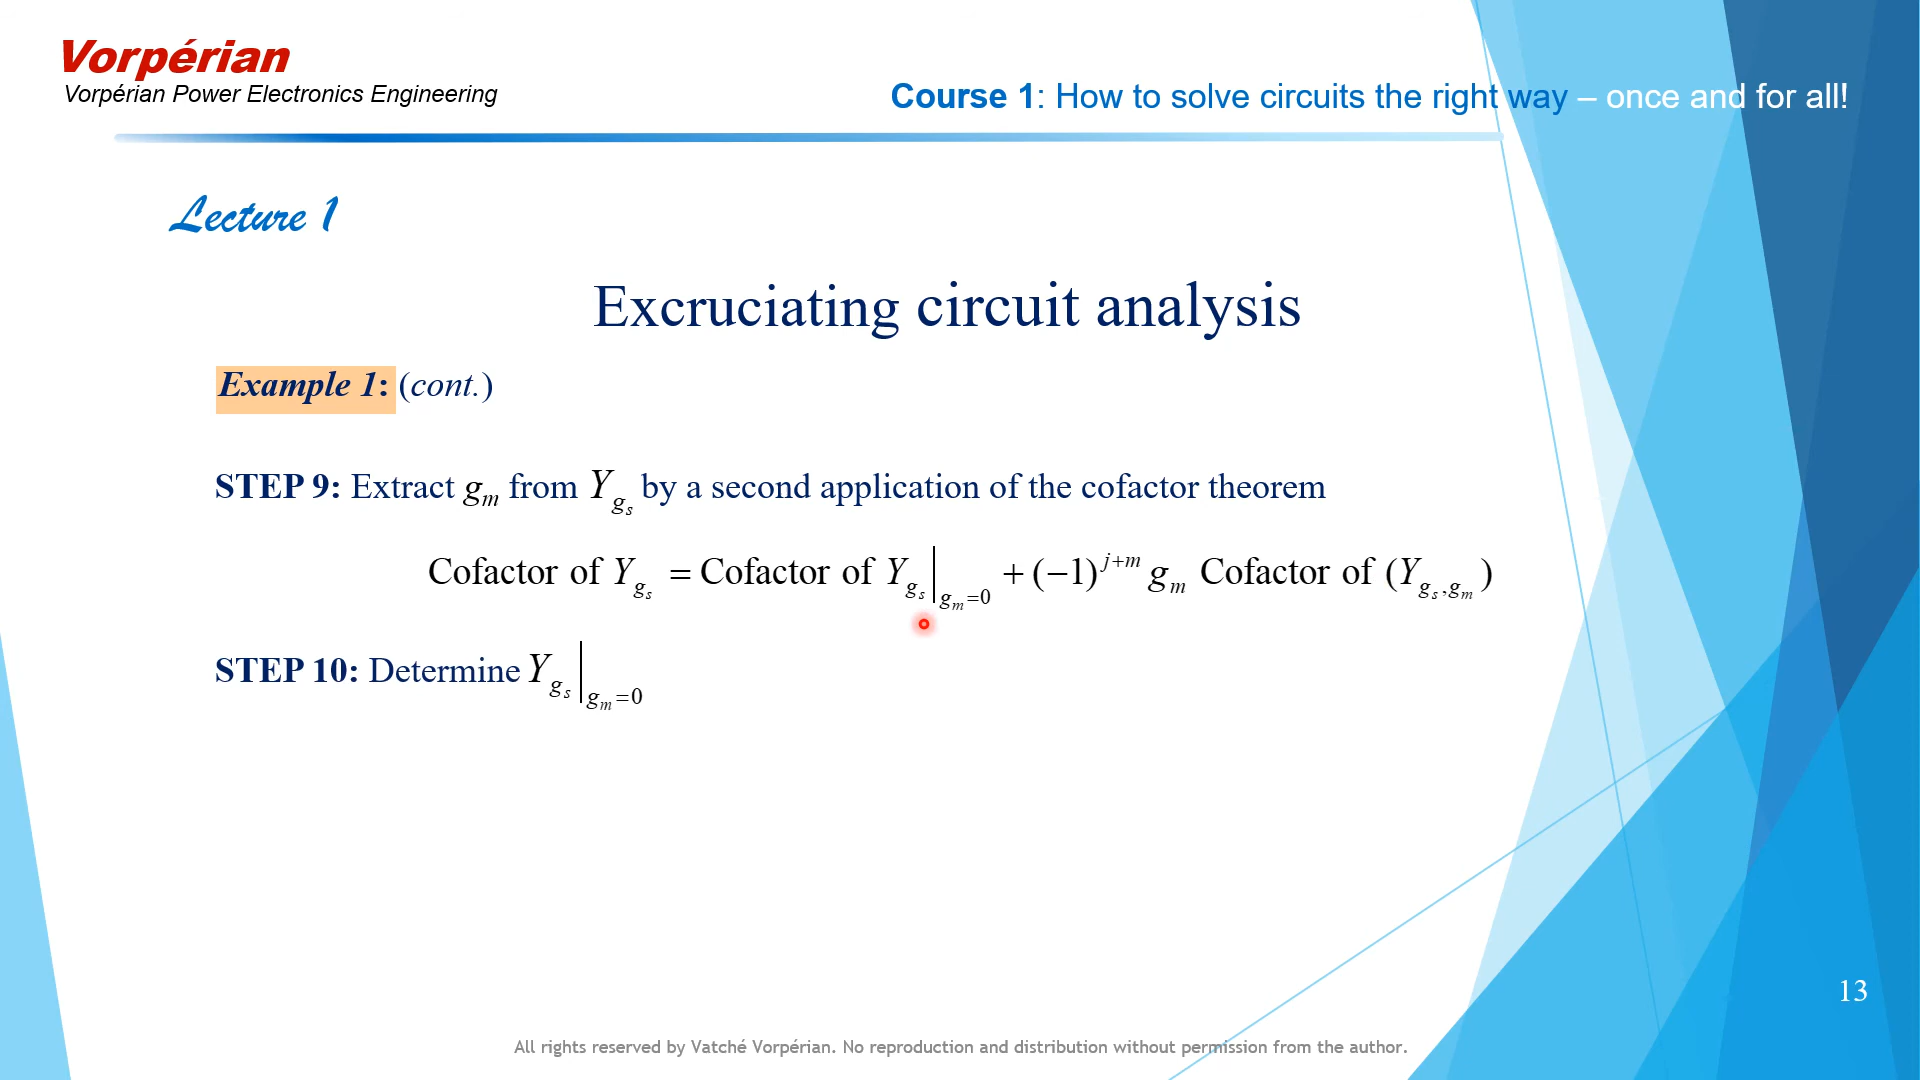 Vorpérian
Vorpérian Power Electronics Engineering
Course 1: How to solve circuits the right way – once and for all!
Lecture 1
Excruciating circuit analysis
Example 1: (cont.)
STEP 9: Extract g_m from Y_{g_s} by a second application of the cofactor theorem
Cofactor of Y_{g_s} = Cofactor of Y_{g_s}|_{g_m=0} + (−1)^{j+m} g_m Cofactor of (Y_{g_s,g_m})
STEP 10: Determine Y_{g_s}|_{g_m=0}
13
All rights reserved by Vatché Vorpérian. No reproduction and distribution without permission from the author.